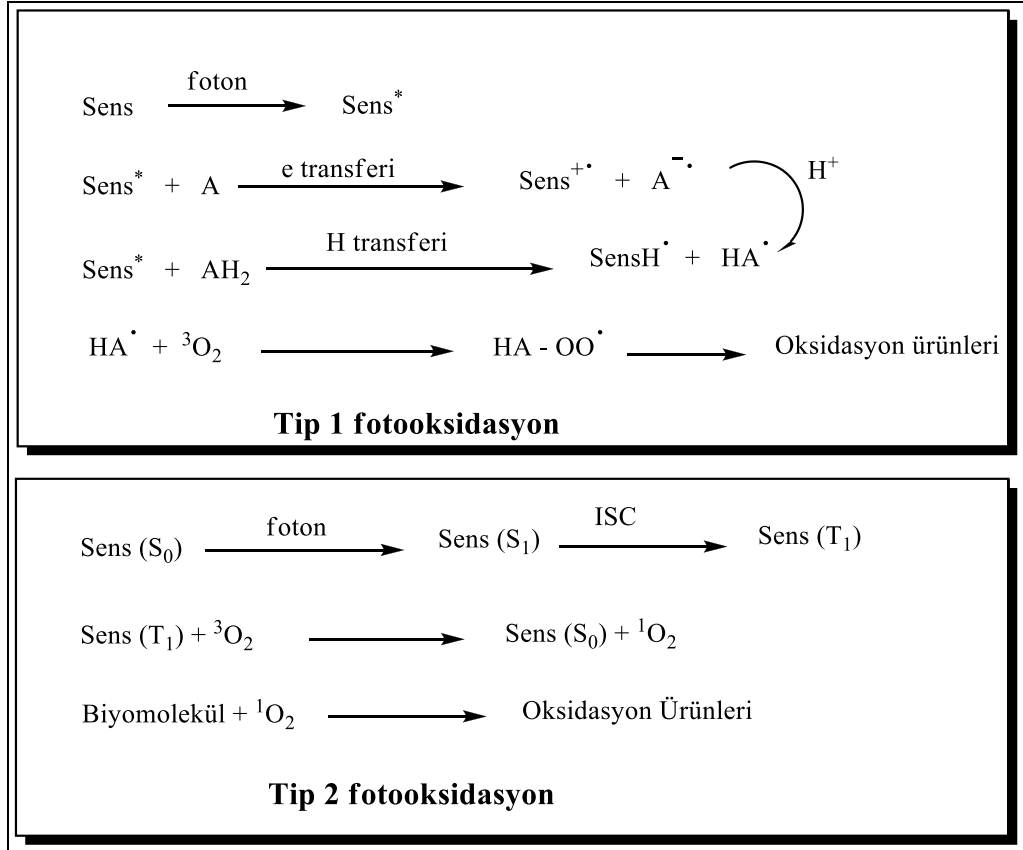 foton
Sens → Sens*
e transferi
Sens* + A → Sens⁺˙ + A⁻˙ H⁺
H transferi
Sens* + AH₂ → SensH˙ + HA˙
HA˙ + ³O₂ → HA - OO˙ → Oksidasyon ürünleri
Tip 1 fotooksidasyon
foton ISC
Sens (S₀) → Sens (S₁) → Sens (T₁)
Sens (T₁) + ³O₂ → Sens (S₀) + ¹O₂
Biyomolekül + ¹O₂ → Oksidasyon Ürünleri
Tip 2 fotooksidasyon